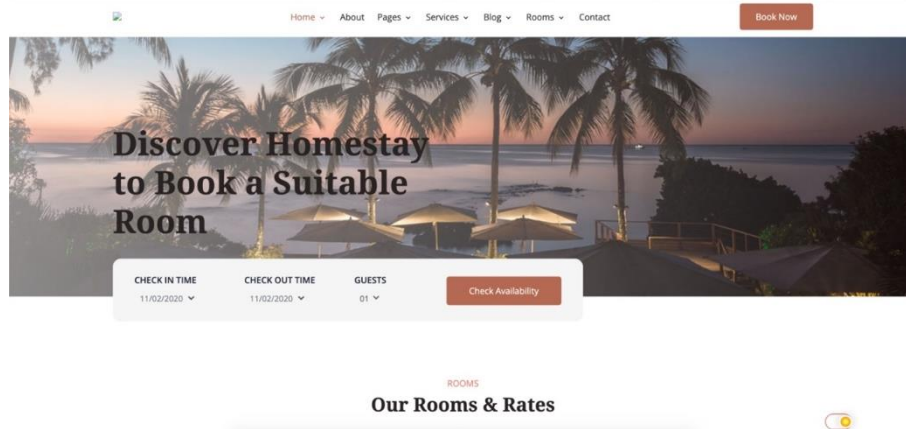 Home About Pages Services Blog Rooms Contact Book Now
Discover Homestay
to Book a Suitable
Room
CHECK IN TIME CHECK OUT TIME GUESTS
11/02/2020 11/02/2020 01
Check Availability
ROOMS
Our Rooms & Rates